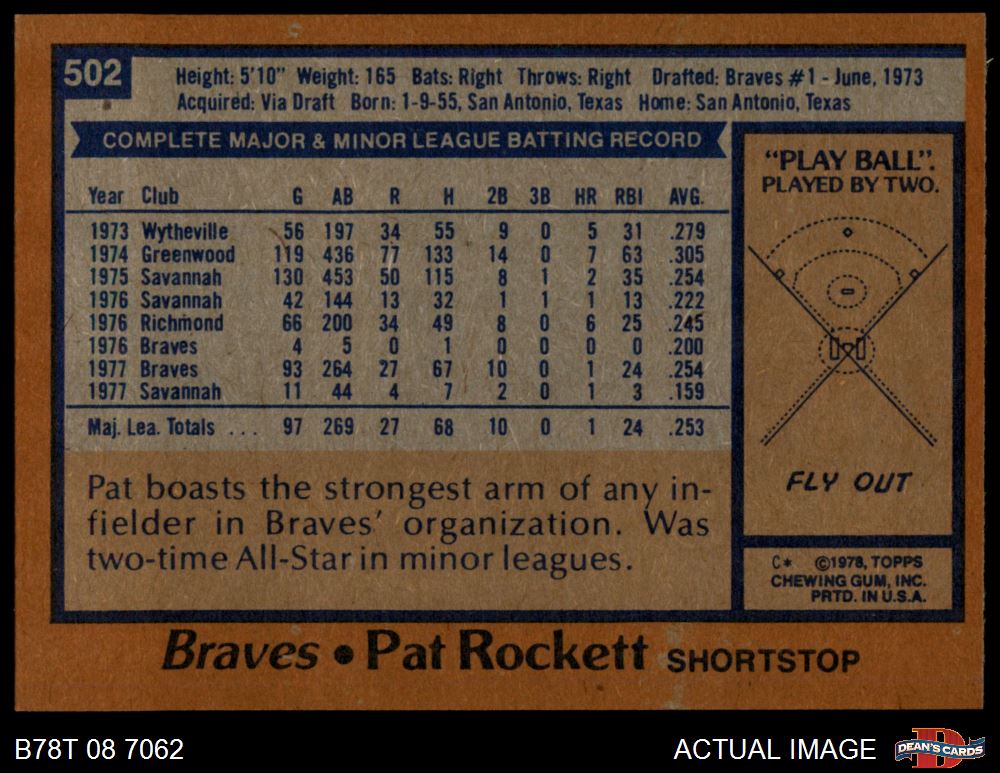 502
Height: 5'10" Weight: 165 Bats: Right Throws: Right Drafted: Braves #1 - June, 1973
Acquired: Via Draft Born: 1-9-55, San Antonio, Texas Home: San Antonio, Texas
COMPLETE MAJOR & MINOR LEAGUE BATTING RECORD
Year Club G AB R H 2B 3B HR RBI AVG.
1973 Wytheville 56 197 34 55 9 0 5 31 .279
1974 Greenwood 119 436 77 133 14 0 7 63 .305
1975 Savannah 130 453 50 115 8 1 2 35 .254
1976 Savannah 42 144 13 32 1 1 1 13 .222
1976 Richmond 66 200 34 49 8 0 6 25 .245
1976 Braves 4 5 0 1 0 0 0 0 .200
1977 Braves 93 264 27 67 10 0 1 24 .254
1977 Savannah 11 44 4 7 2 0 1 3 .159
Maj. Lea. Totals ... 97 269 27 68 10 0 1 24 .253
Pat boasts the strongest arm of any in-
fielder in Braves' organization. Was
two-time All-Star in minor leagues.
"PLAY BALL".
PLAYED BY TWO.
FLY OUT
C* ©1978, TOPPS
CHEWING GUM, INC.
PRTD. IN U.S.A.
Braves • Pat Rockett SHORTSTOP
B78T 08 7062
ACTUAL IMAGE
D
DEAN'S CARDS